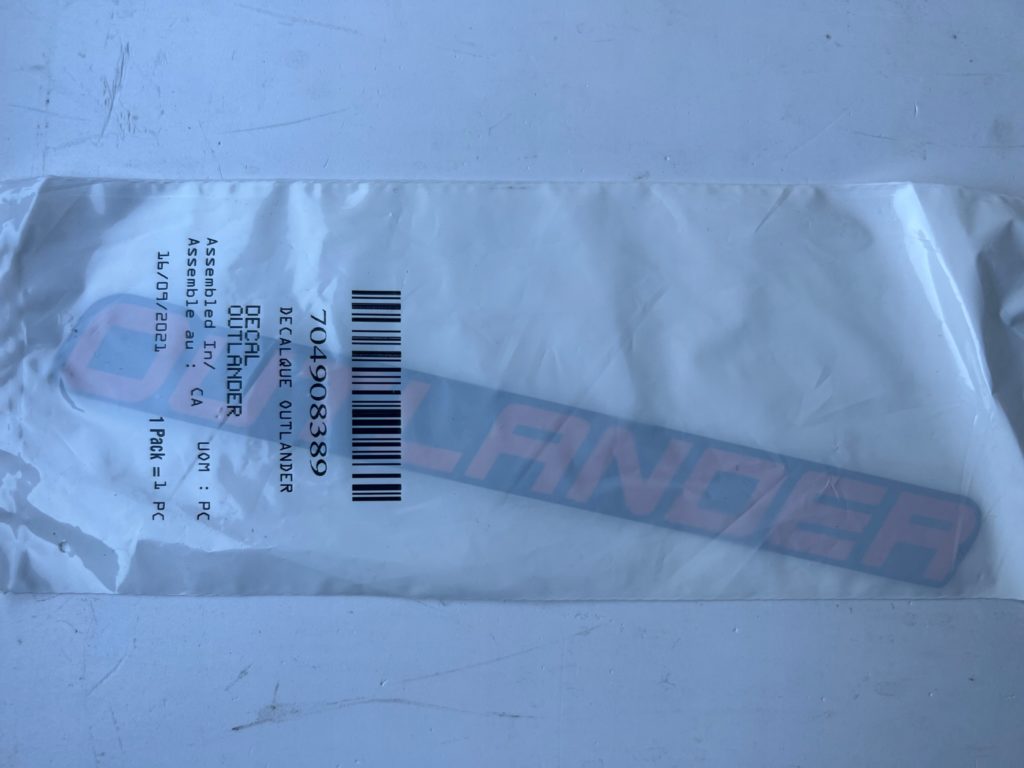 704908389
DECALQUE OUTLANDER
DECAL
OUTLANDER
Assembled In/
Assemble au : CA UOM : PC
16/09/2021 1 Pack = 1 PC
OUTLANDER